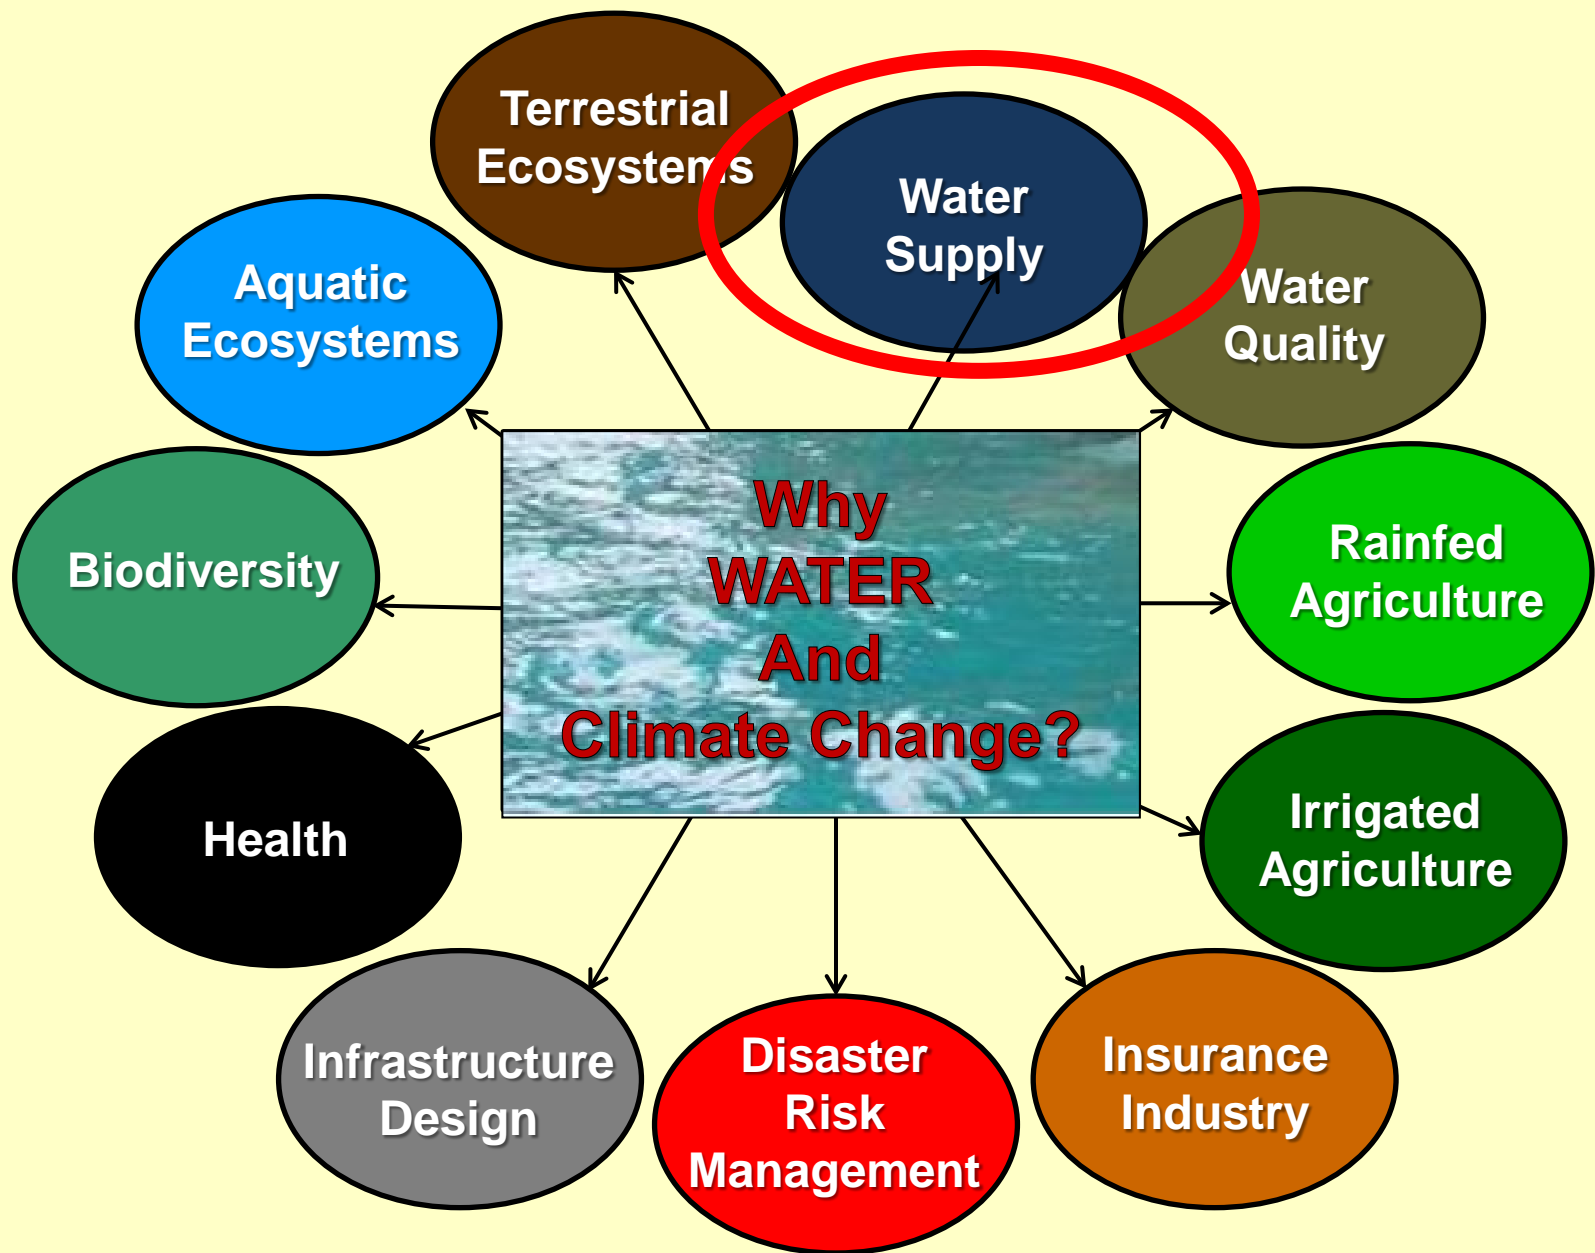 Terrestrial
Ecosystems
Water
Supply
Water
Quality
Aquatic
Ecosystems
Why
WATER
And
Climate Change?
Biodiversity
Rainfed
Agriculture
Health
Irrigated
Agriculture
Infrastructure
Design
Disaster
Risk
Management
Insurance
Industry